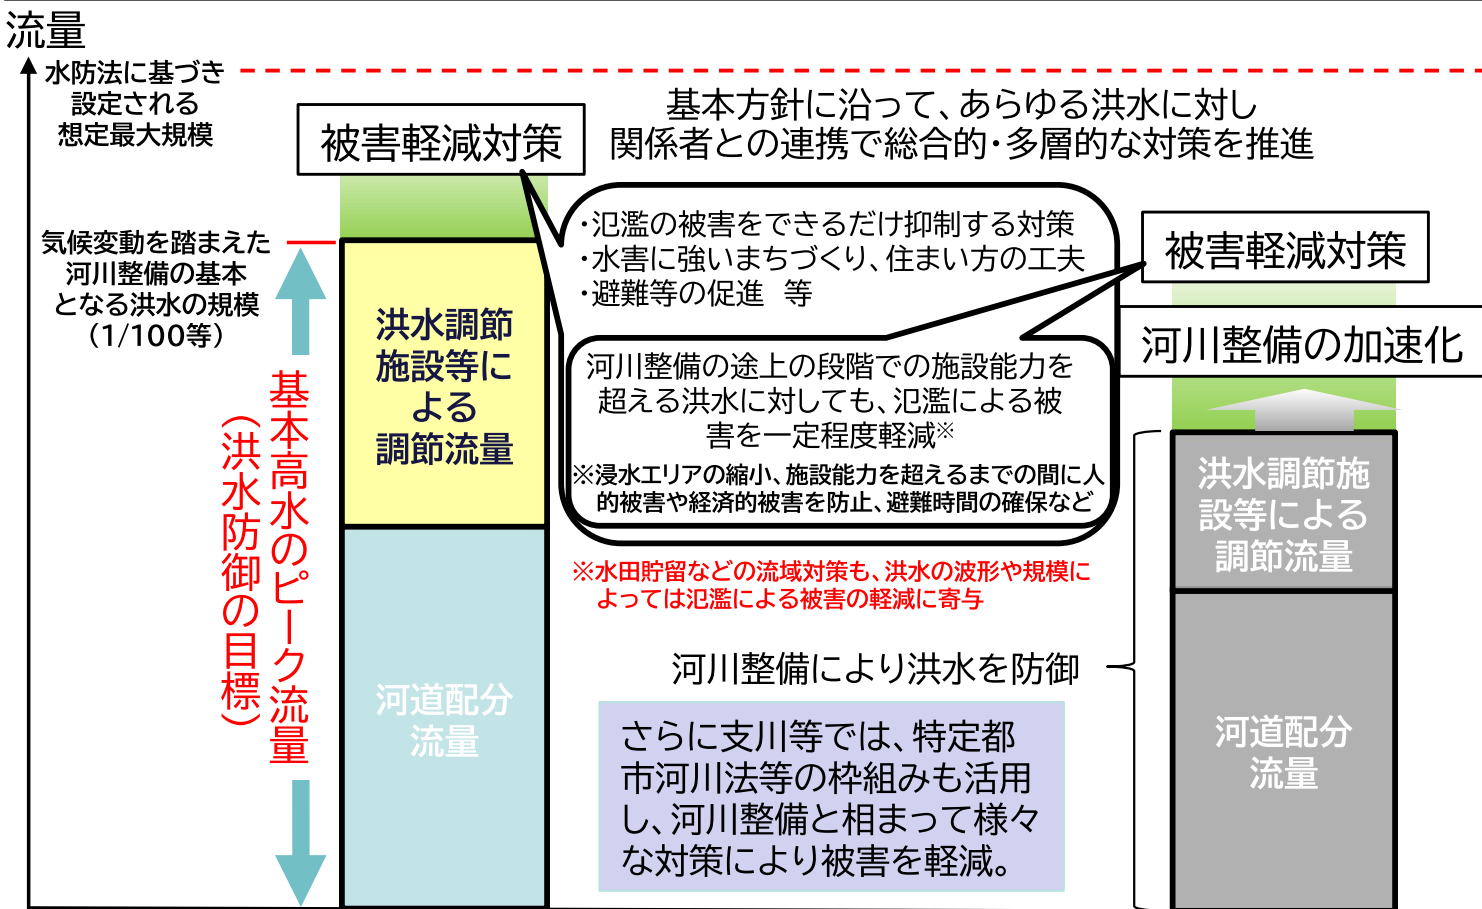 流量
水防法に基づき
設定される
想定最大規模
被害軽減対策
基本方針に沿って、あらゆる洪水に対し
関係者との連携で総合的・多層的な対策を推進
気候変動を踏まえた
河川整備の基本
となる洪水の規模
（1/100等）
・氾濫の被害をできるだけ抑制する対策
・水害に強いまちづくり、住まい方の工夫
・避難等の促進　等
被害軽減対策
河川整備の加速化
洪水調節
施設等に
よる
調節流量
河川整備の途上の段階での施設能力を
超える洪水に対しても、氾濫による被
害を一定程度軽減※
※浸水エリアの縮小、施設能力を超えるまでの間に人
的被害や経済的被害を防止、避難時間の確保など
基本高水のピーク流量
（洪水防御の目標）
洪水調節施
設等による
調節流量
※水田貯留などの流域対策も、洪水の波形や規模に
よっては氾濫による被害の軽減に寄与
河川整備により洪水を防御
河道配分
流量
さらに支川等では、特定都
市河川法等の枠組みも活用
し、河川整備と相まって様々
な対策により被害を軽減。
河道配分
流量